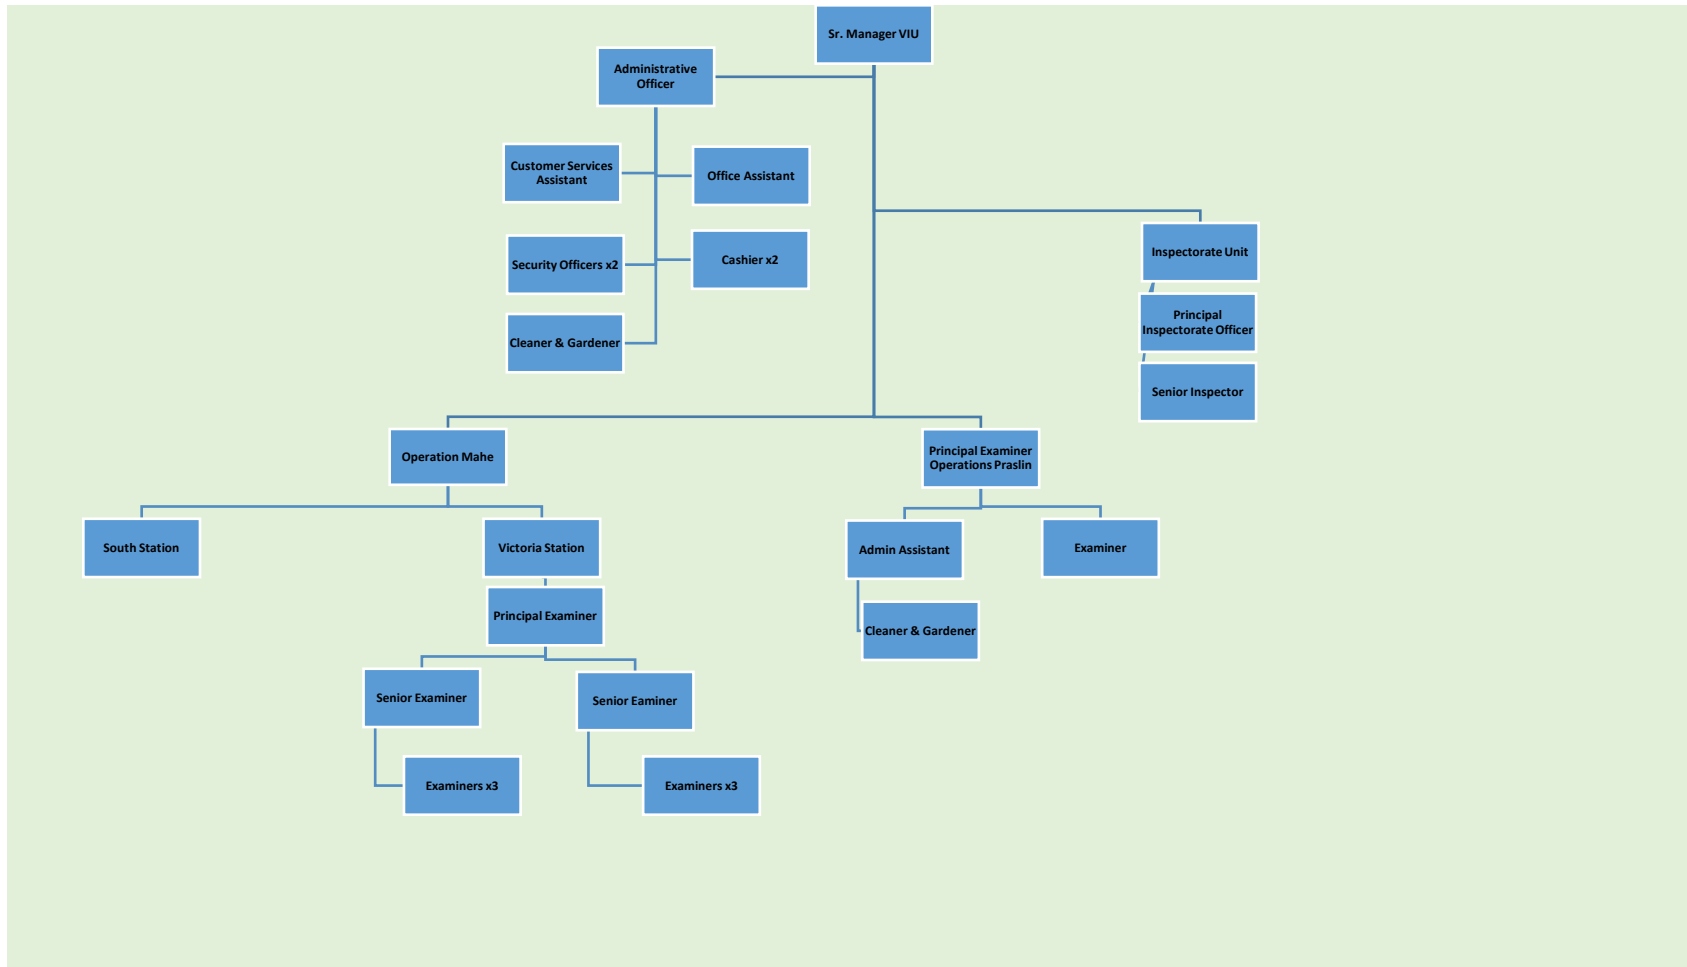 Sr. Manager VIU
Administrative
Officer
Customer Services
Assistant
Office Assistant
Security Officers x2
Cashier x2
Cleaner & Gardener
Inspectorate Unit
Principal
Inspectorate Officer
Senior Inspector
Operation Mahe
Principal Examiner
Operations Praslin
South Station
Victoria Station
Admin Assistant
Examiner
Principal Examiner
Cleaner & Gardener
Senior Examiner
Senior Eaminer
Examiners x3
Examiners x3